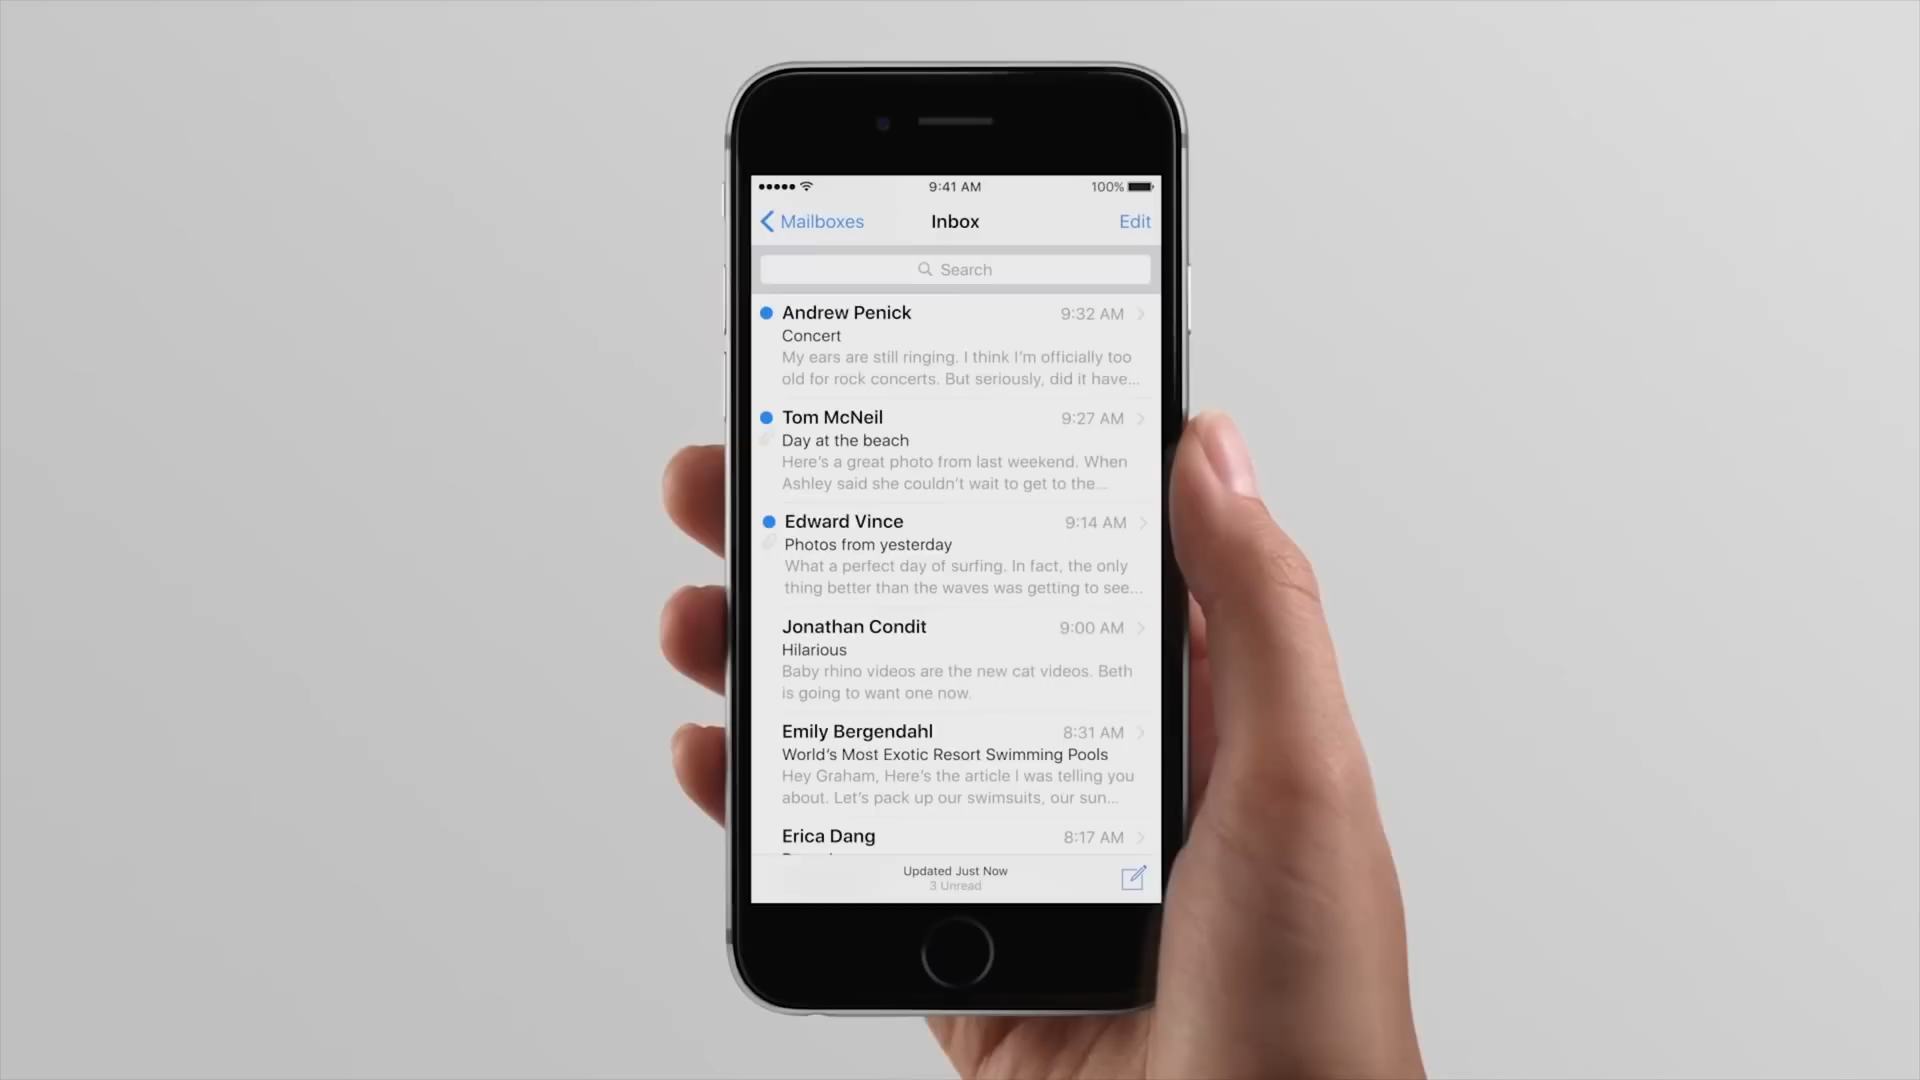 9:41 AM
100%
Mailboxes
Inbox
Edit
Search
Andrew Penick
9:32 AM
Concert
My ears are still ringing. I think I'm officially too
old for rock concerts. But seriously, did it have...
Tom McNeil
9:27 AM
Day at the beach
Here's a great photo from last weekend. When
Ashley said she couldn't wait to get to the...
Edward Vince
9:14 AM
Photos from yesterday
What a perfect day of surfing. In fact, the only
thing better than the waves was getting to see...
Jonathan Condit
9:00 AM
Hilarious
Baby rhino videos are the new cat videos. Beth
is going to want one now.
Emily Bergendahl
8:31 AM
World's Most Exotic Resort Swimming Pools
Hey Graham, Here's the article I was telling you
about. Let's pack up our swimsuits, our sun...
Erica Dang
8:17 AM
Updated Just Now
3 Unread